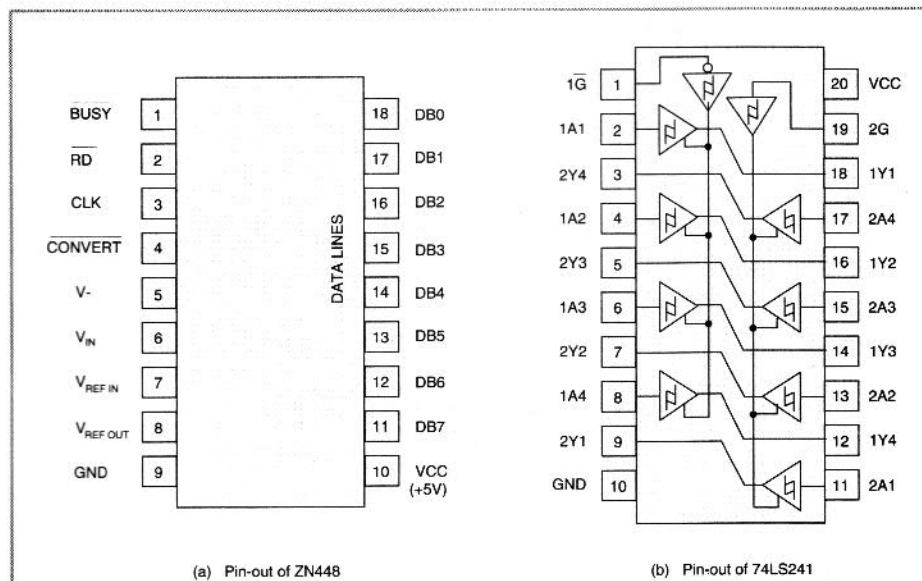 BUSY 1 18 DB0
RD 2 17 DB1
CLK 3 16 DB2
CONVERT 4 15 DB3
V- 5 14 DB4
VIN 6 13 DB5
VREF IN 7 12 DB6
VREF OUT 8 11 DB7
GND 9 10 VCC
(+5V)
DATA LINES
(a) Pin-out of ZN448
1G 1 20 VCC
1A1 2 19 2G
2Y4 3 18 1Y1
1A2 4 17 2A4
2Y3 5 16 1Y2
1A3 6 15 2A3
2Y2 7 14 1Y3
1A4 8 13 2A2
2Y1 9 12 1Y4
GND 10 11 2A1
(b) Pin-out of 74LS241